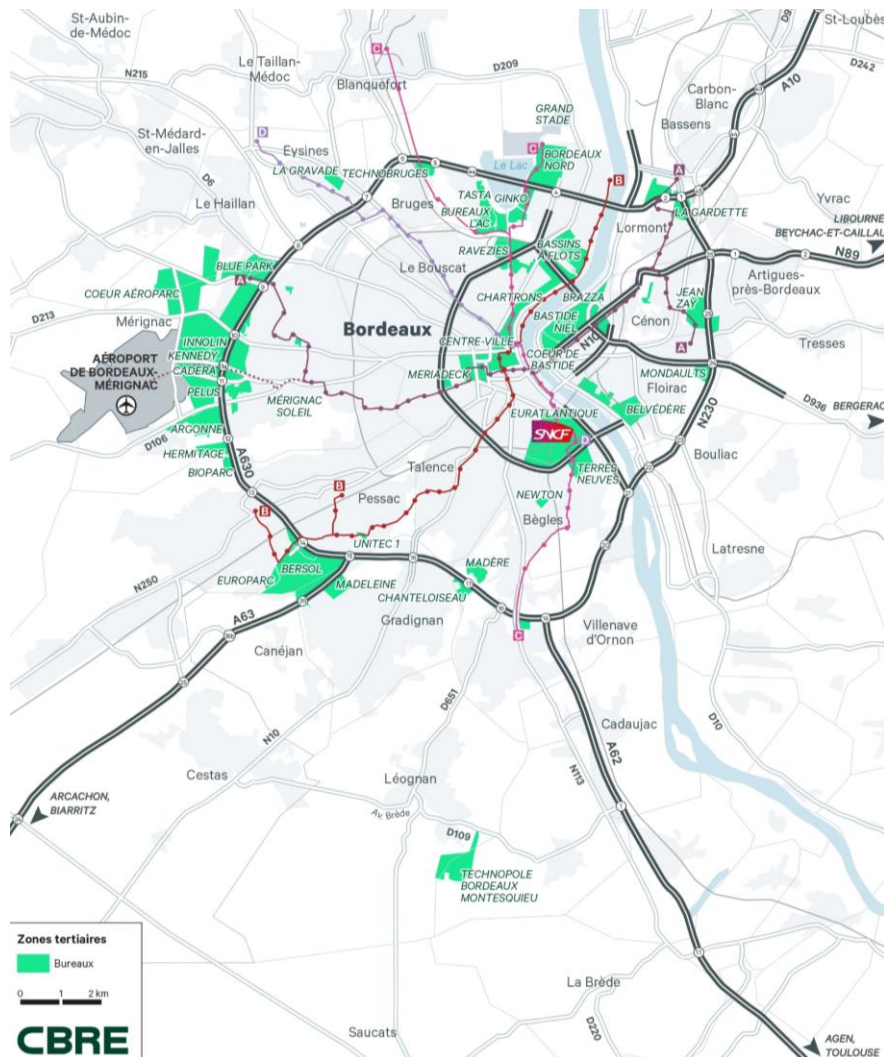 St-Aubin-
de-Médoc
St-Loubès
D9
D242
Le Taillan-
Médoc
C
Blanquefort
N215
D209
A10
Carbon-
Blanc
GRAND
STADE
Bassens
St-Médard-
en-Jalles
D
Eysines
C
BORDEAUX
NORD
Le Lac
LA GRAVADE
TECHNOBRUGES
A
B
D6
Le Haillan
Bruges
TASTA
GINKO
BUREAUX
LAC
LA GARDETTE
Yvrac
Lormont
LIBOURNE,
BEYCHAC-ET-CAILLAU
N89
RAVEZIES
BASSINS
À FLOTS
BLUE PARK
Le Bouscat
Artigues-
près-Bordeaux
COEUR AÉROPARC
A
CHARTRONS
BRAZZA
JEAN
ZAY
D213
Mérignac
Bordeaux
BASTIDE
NIEL
Cénon
INNOLIN
CENTRE-VILLE
N10
A
Tresses
AÉROPORT
DE BORDEAUX-
MÉRIGNAC
KENNEDY
CADÉRA
MERIADECK
COEUR DE
BASTIDE
MONDAULTS
Floirac
PELUS
MÉRIGNAC
SOLEIL
EURATLANTIQUE
BELVÉDÈRE
D936
BERGERAC
ARGONNE
D106
SNCF
D
N230
HERMITAGE
BIOPARC
A630
Talence
TERRES
NEUVES
Bouliac
B
Pessac
B
NEWTON
Bègles
UNITEC 1
Latresne
N250
EUROPARC
BERSOL
MADELEINE
MADÈRE
CHANTELOISEAU
A63
Gradignan
C
Villenave
d'Ornon
Canéjan
D651
N10
Cadaujac
D10
A62
Cestas
Léognan
N113
ARCACHON,
BIARRITZ
Av. Brède
D109
TECHNOPOLE
BORDEAUX
MONTESQUIEU
Zones tertiaires
Bureaux
0 1 2 km
CBRE
La Brède
D220
Saucats
AGEN,
TOULOUSE